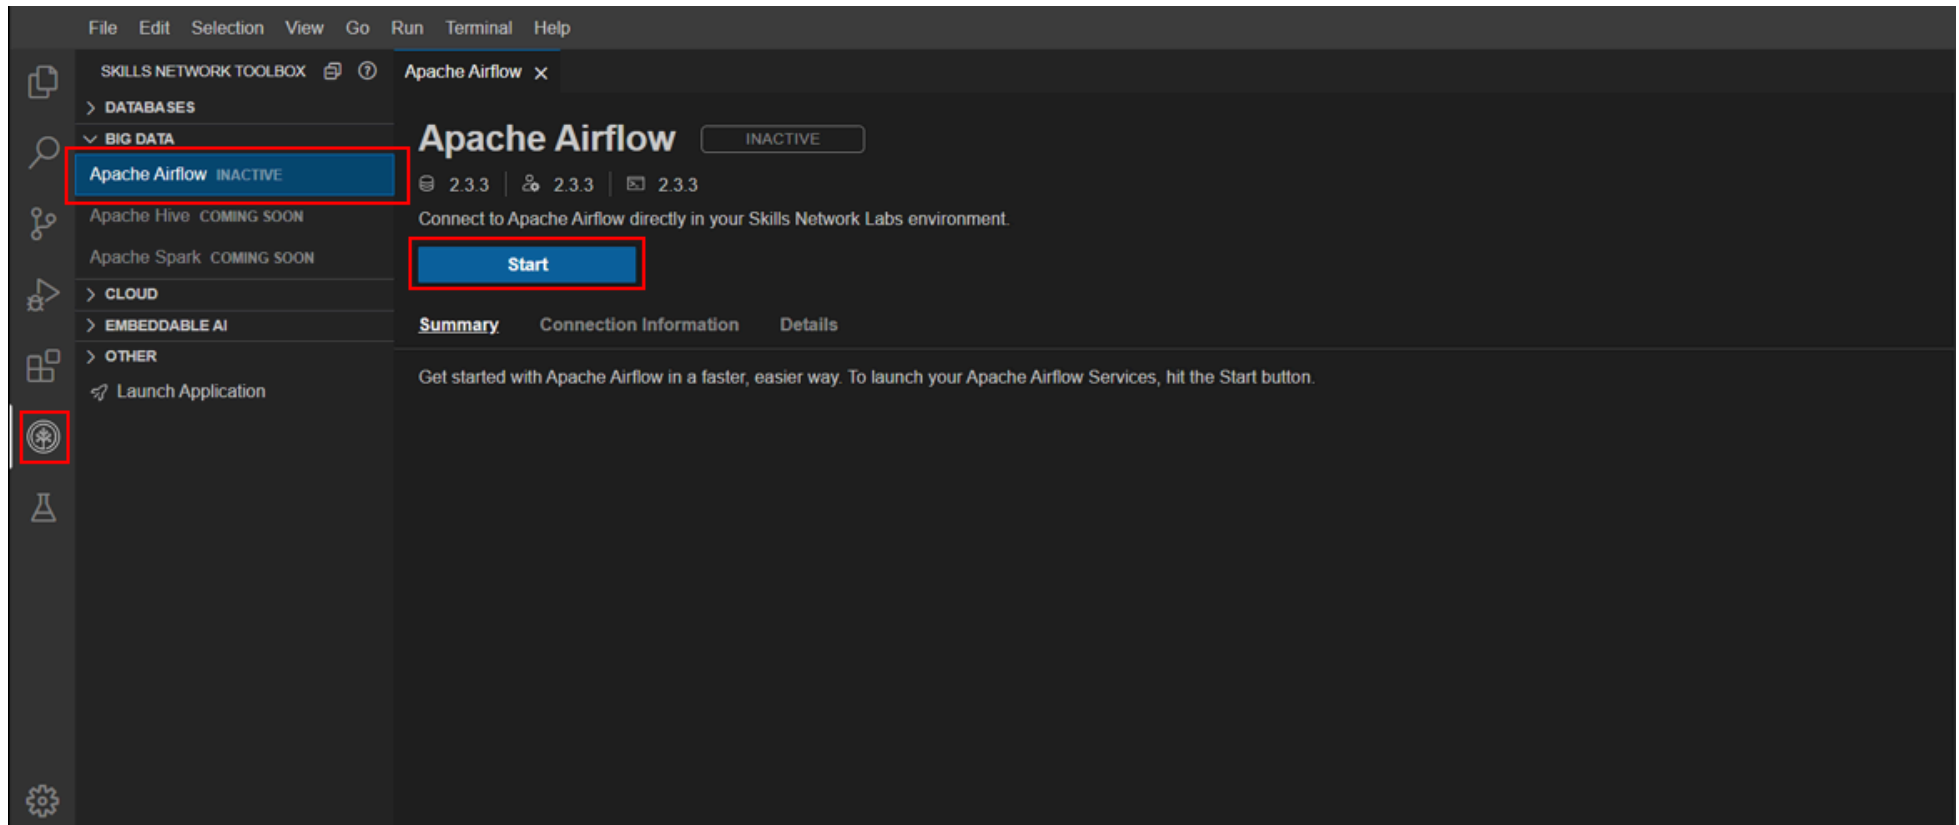 File Edit Selection View Go Run Terminal Help
SKILLS NETWORK TOOLBOX
DATABASES
BIG DATA
Apache Airflow INACTIVE
Apache Hive COMING SOON
Apache Spark COMING SOON
CLOUD
EMBEDDABLE AI
OTHER
Launch Application
Apache Airflow
Apache Airflow INACTIVE
2.3.3 2.3.3 2.3.3
Connect to Apache Airflow directly in your Skills Network Labs environment.
Start
Summary Connection Information Details
Get started with Apache Airflow in a faster, easier way. To launch your Apache Airflow Services, hit the Start button.